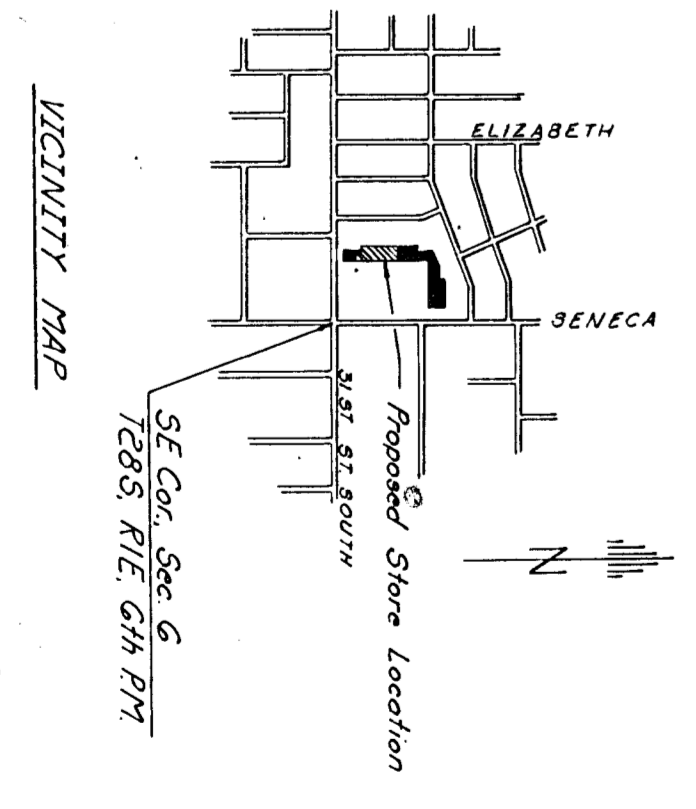 VICINITY MAP
ELIZABETH
SENECA
31ST ST. SOUTH
Proposed Store Location
SE Cor., Sec. 6
T28S, R1E, 6th P.M.
N